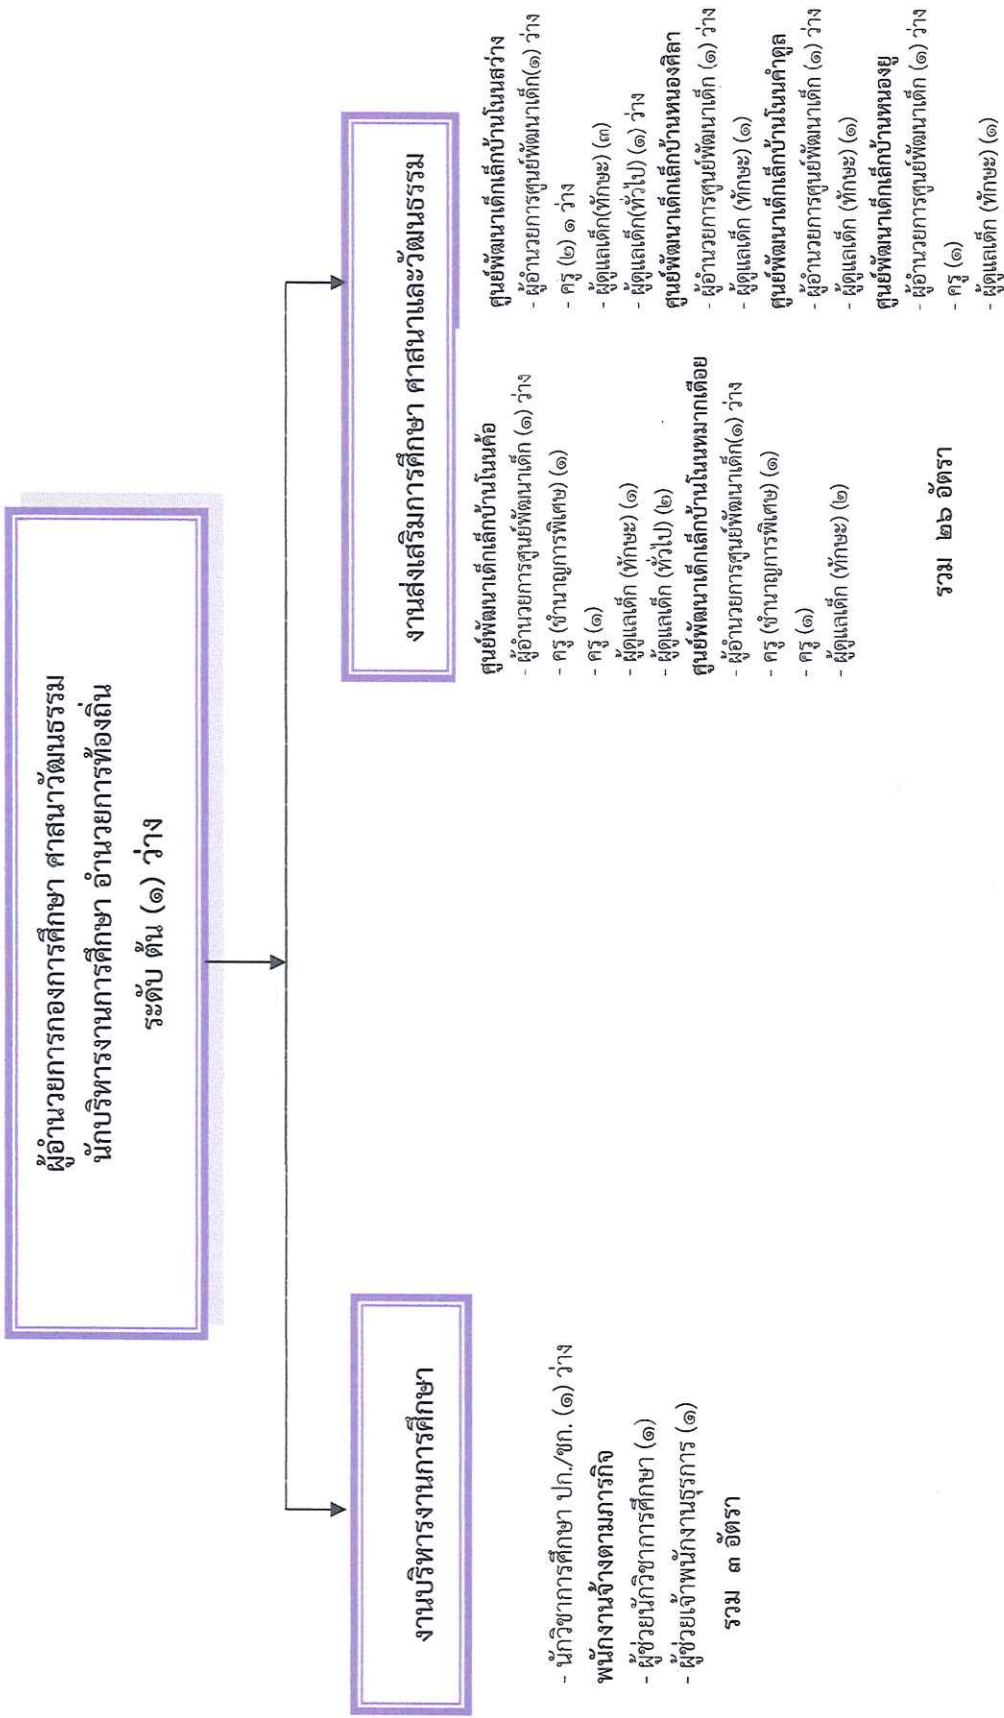 ผู้อำนวยการกองการศึกษา ศาสนาวัฒนธรรม
นักบริหารงานการศึกษา อำนวยการท้องถิ่น
ระดับ ต้น (๑) ว่าง
งานบริหารงานการศึกษา
- นักวิชาการศึกษา ปก./ชก. (๑) ว่าง
พนักงานจ้างตามภารกิจ
- ผู้ช่วยนักวิชาการศึกษา (๑)
- ผู้ช่วยเจ้าพนักงานธุรการ (๑)
รวม ๓ อัตรา
งานส่งเสริมการศึกษา ศาสนาและวัฒนธรรม
ศูนย์พัฒนาเด็กเล็กบ้านโนนค้อ
- ผู้อำนวยการศูนย์พัฒนาเด็ก (๑) ว่าง
- ครู (ชำนาญการพิเศษ) (๑)
- ครู (๑)
- ผู้ดูแลเด็ก (ทักษะ) (๑)
- ผู้ดูแลเด็ก (ทั่วไป) (๒)
ศูนย์พัฒนาเด็กเล็กบ้านโนนหมากเดือย
- ผู้อำนวยการศูนย์พัฒนาเด็ก(๑) ว่าง
- ครู (ชำนาญการพิเศษ) (๑)
- ครู (๑)
- ผู้ดูแลเด็ก (ทักษะ) (๒)
ศูนย์พัฒนาเด็กเล็กบ้านโนนสว่าง
- ผู้อำนวยการศูนย์พัฒนาเด็ก(๑) ว่าง
- ครู (๒) ๑ ว่าง
- ผู้ดูแลเด็ก(ทักษะ) (๓)
- ผู้ดูแลเด็ก(ทั่วไป) (๑) ว่าง
ศูนย์พัฒนาเด็กเล็กบ้านหนองศิลา
- ผู้อำนวยการศูนย์พัฒนาเด็ก (๑) ว่าง
- ผู้ดูแลเด็ก (ทักษะ) (๑)
ศูนย์พัฒนาเด็กเล็กบ้านโนนคำดูล
- ผู้อำนวยการศูนย์พัฒนาเด็ก (๑) ว่าง
- ผู้ดูแลเด็ก (ทักษะ) (๑)
ศูนย์พัฒนาเด็กเล็กบ้านหนองยู
- ผู้อำนวยการศูนย์พัฒนาเด็ก (๑) ว่าง
- ครู (๑)
- ผู้ดูแลเด็ก (ทักษะ) (๑)
รวม ๒๖ อัตรา